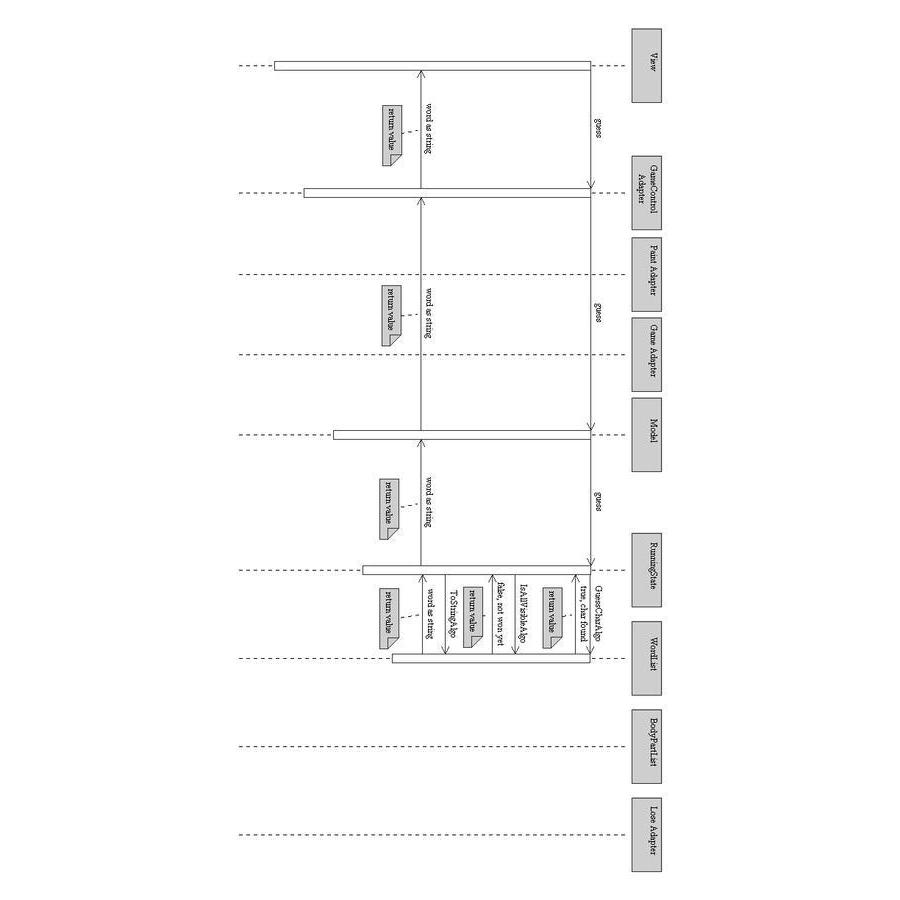 View
GameControl
Adapter
Paint Adapter
Game Adapter
Model
RunningState
WordList
BodyPartList
Lose Adapter
guess
guess
guess
GuessCharAlgo
true, char found
return value
IsAllVisibleAlgo
false, not won yet
return value
ToStringAlgo
word as string
return value
word as string
return value
word as string
return value
word as string
return value